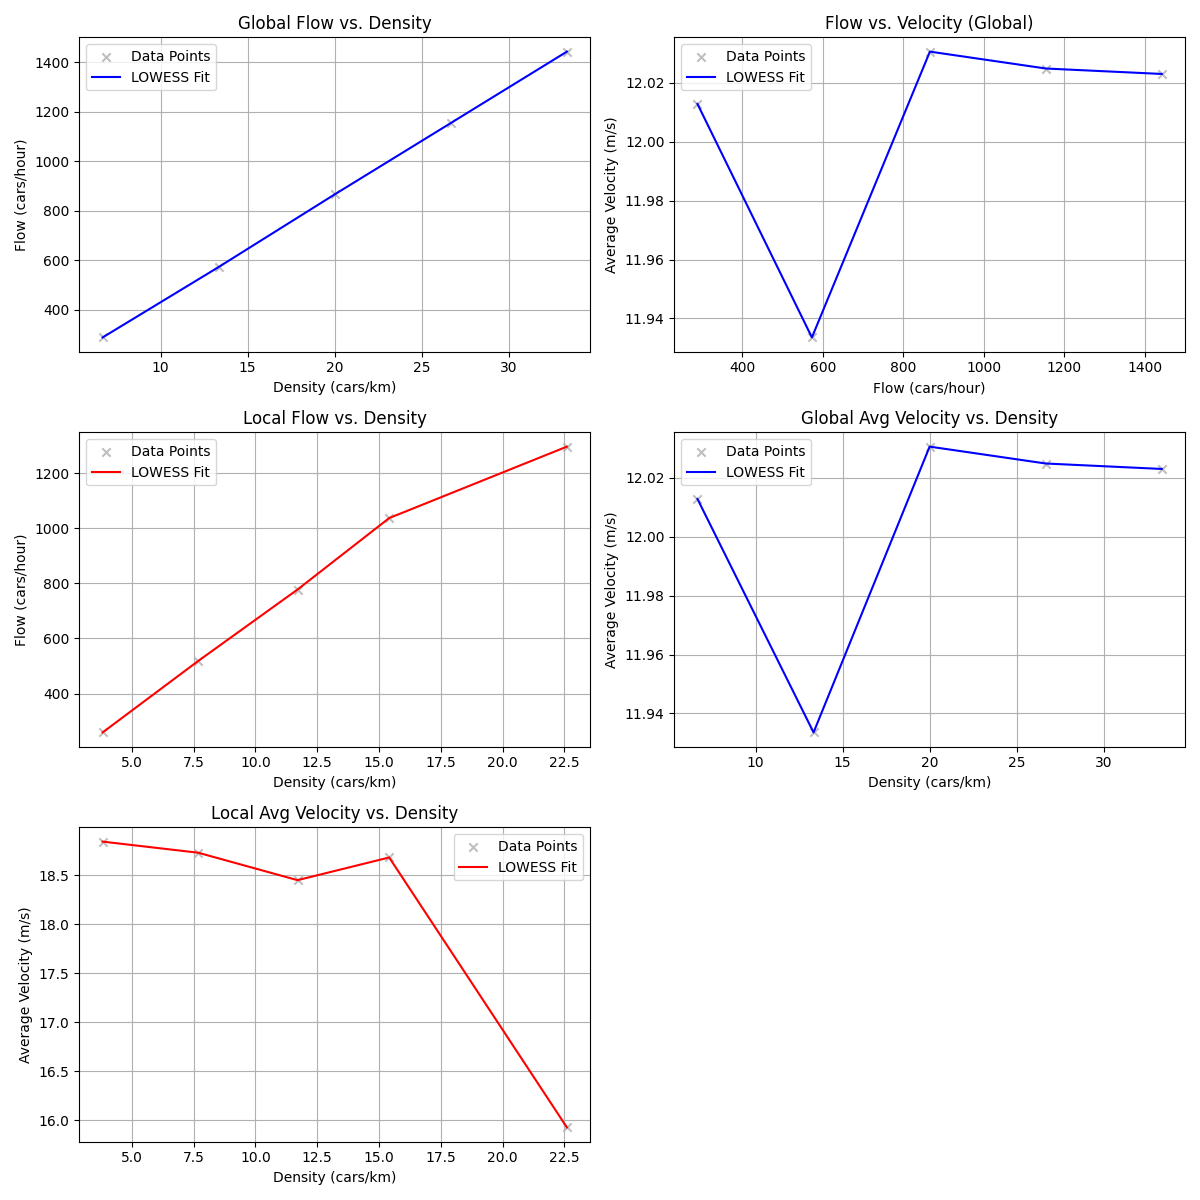 Global Flow vs. Density
Data Points
LOWESS Fit
Flow (cars/hour)
1400
1200
1000
800
600
400
10 15 20 25 30
Density (cars/km)
Flow vs. Velocity (Global)
Data Points
LOWESS Fit
Average Velocity (m/s)
12.02
12.00
11.98
11.96
11.94
400 600 800 1000 1200 1400
Flow (cars/hour)
Local Flow vs. Density
Data Points
LOWESS Fit
Flow (cars/hour)
1200
1000
800
600
400
5.0 7.5 10.0 12.5 15.0 17.5 20.0 22.5
Density (cars/km)
Global Avg Velocity vs. Density
Data Points
LOWESS Fit
Average Velocity (m/s)
12.02
12.00
11.98
11.96
11.94
10 15 20 25 30
Density (cars/km)
Local Avg Velocity vs. Density
Data Points
LOWESS Fit
Average Velocity (m/s)
18.5
18.0
17.5
17.0
16.5
16.0
5.0 7.5 10.0 12.5 15.0 17.5 20.0 22.5
Density (cars/km)